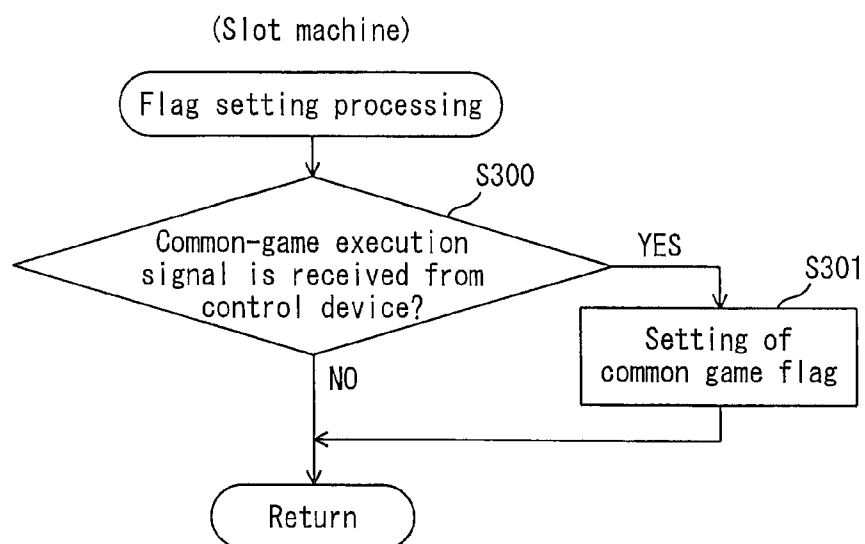 (Slot machine)
Flag setting processing
S300
Common-game execution
signal is received from
control device?
YES
S301
Setting of
common game flag
NO
Return